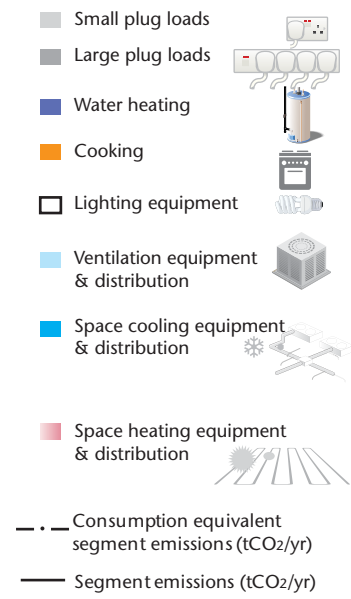 Small plug loads
Large plug loads
Water heating
Cooking
Lighting equipment
Ventilation equipment
& distribution
Space cooling equipment
& distribution
Space heating equipment
& distribution
Consumption equivalent
segment emissions (tCO2/yr)
Segment emissions (tCO2/yr)